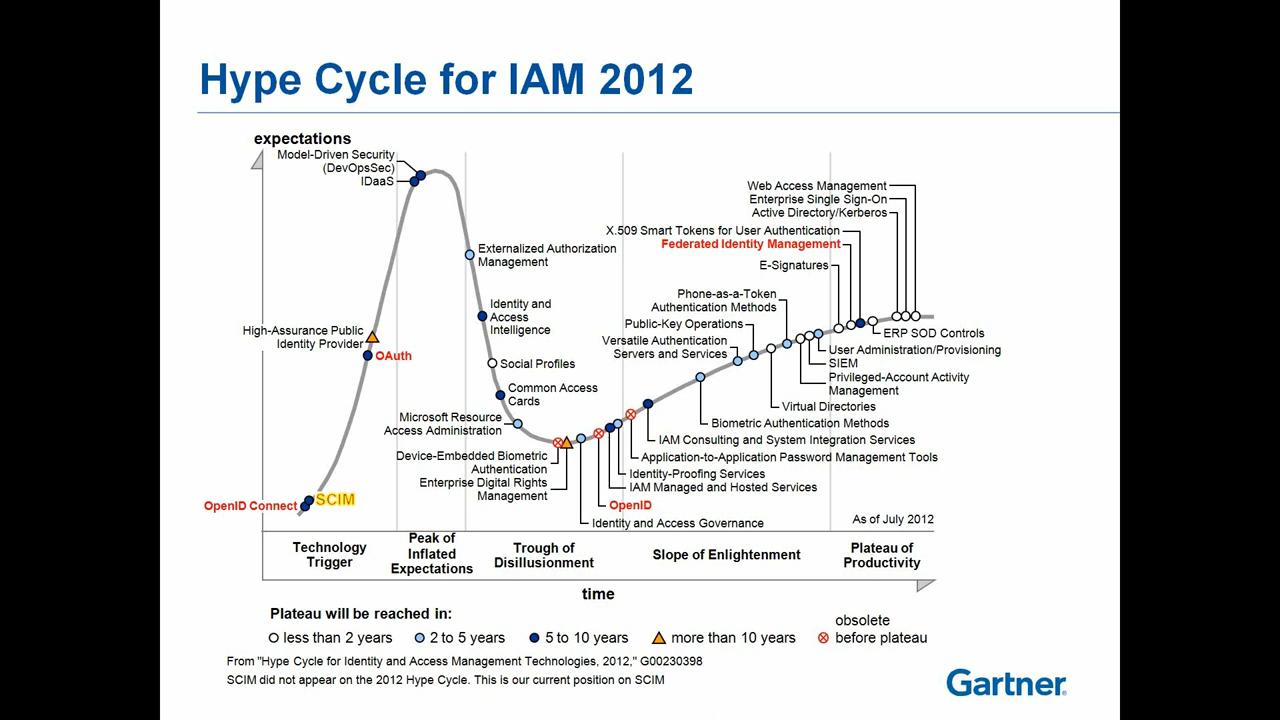 Hype Cycle for IAM 2012
expectations
Model-Driven Security
(DevOpsSec)
IDaaS
High-Assurance Public
Identity Provider
OAuth
OpenID Connect
SCIM
Externalized Authorization
Management
Identity and
Access
Intelligence
Social Profiles
Common Access
Cards
Microsoft Resource
Access Administration
Device-Embedded Biometric
Authentication
Enterprise Digital Rights
Management
Identity and Access Governance
OpenID
IAM Managed and Hosted Services
Identity-Proofing Services
Application-to-Application Password Management Tools
IAM Consulting and System Integration Services
Biometric Authentication Methods
Versatile Authentication
Servers and Services
Public-Key Operations
Virtual Directories
Phone-as-a-Token
Authentication Methods
Privileged-Account Activity
Management
SIEM
User Administration/Provisioning
E-Signatures
Federated Identity Management
X.509 Smart Tokens for User Authentication
ERP SOD Controls
Active Directory/Kerberos
Enterprise Single Sign-On
Web Access Management
As of July 2012
Technology
Trigger
Peak of
Inflated
Expectations
Trough of
Disillusionment
Slope of Enlightenment
Plateau of
Productivity
time
Plateau will be reached in:
less than 2 years
2 to 5 years
5 to 10 years
more than 10 years
obsolete
before plateau
From "Hype Cycle for Identity and Access Management Technologies, 2012," G00230398
SCIM did not appear on the 2012 Hype Cycle. This is our current position on SCIM
Gartner